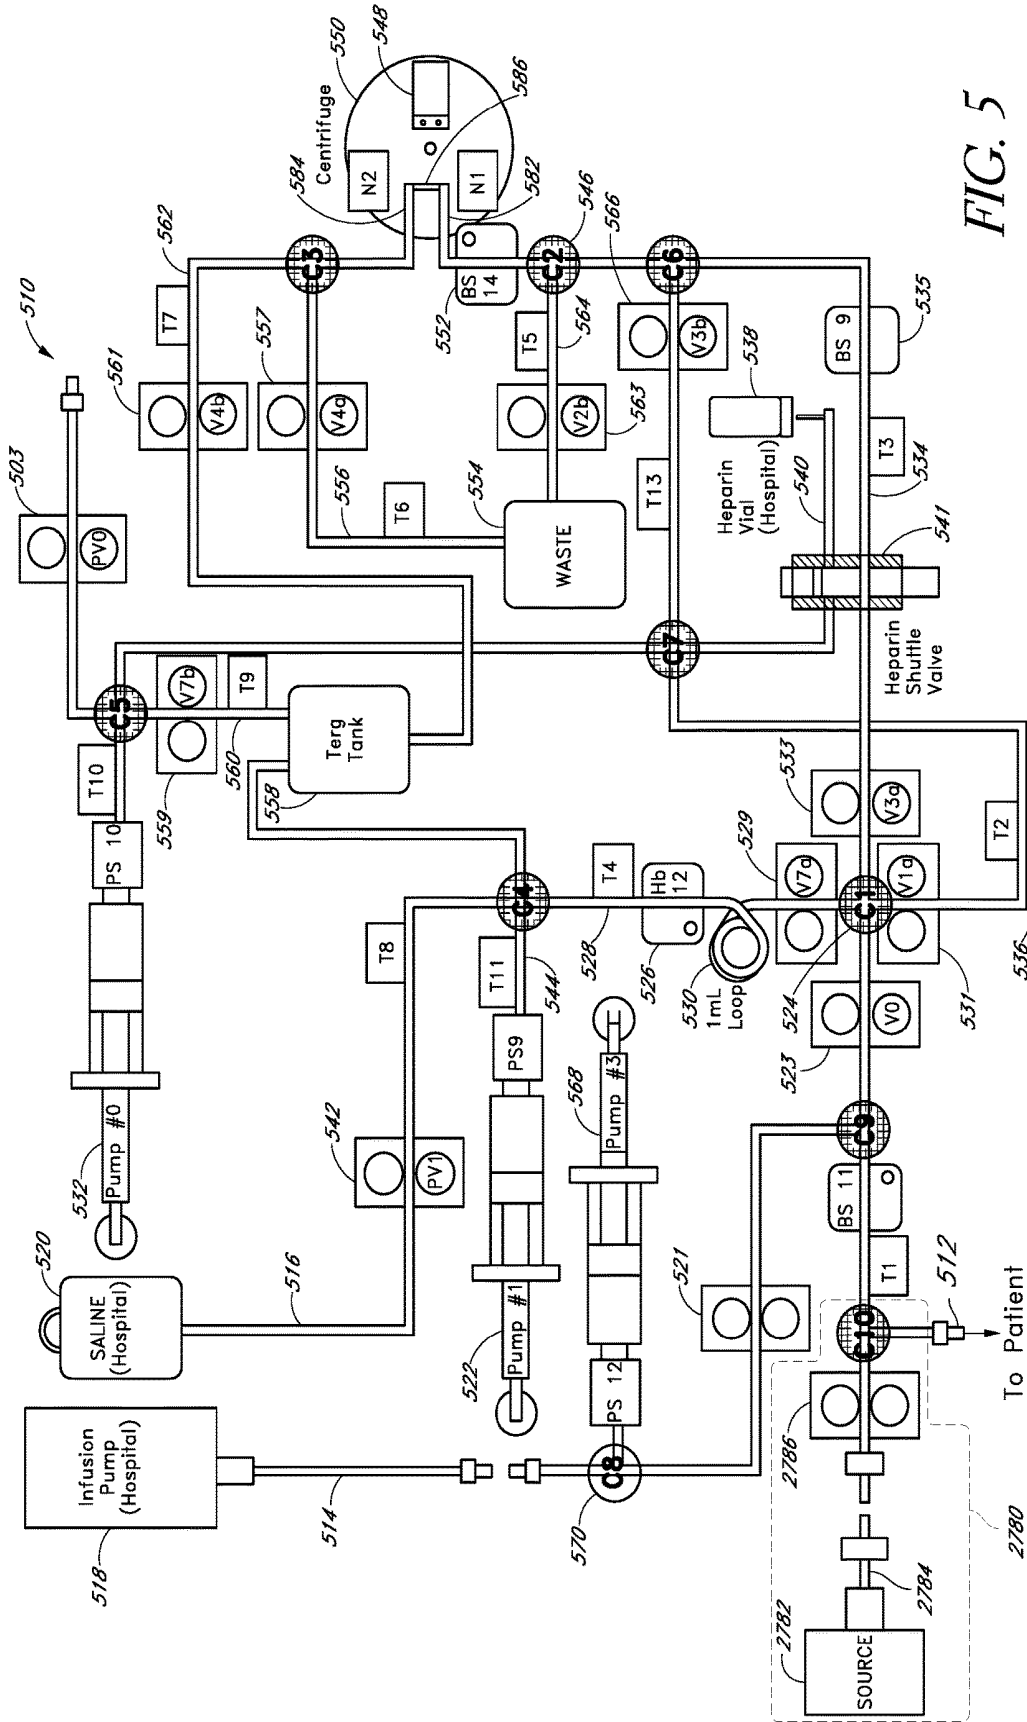 518
Infusion
Pump
(Hospital)
514
520
SALINE
(Hospital)
516
532
Pump #0
PS 10
T10
C5
559
V7b
T9
560
503
PV0
510
561
V4b
T7
562
Centrifuge
550
548
586
584
N2
N1
582
557
V4a
C3
556
T6
558
Terg
Tank
542
PV1
T8
522
Pump #1
PS9
T11
544
C4
554
WASTE
V2b
563
T5
564
C2
546
552
BS
14
570
C8
PS 12
568
Pump #3
T4
528
Hb
12
526
530
1mL
Loop
C7
T13
566
V3b
C6
Heparin
Vial
(Hospital)
538
540
521
529
V7a
533
V3a
2782
SOURCE
2784
2786
C10
T1
BS 11
C9
523
V0
524
C1
V1a
531
Heparin
Shuttle
Valve
541
534
T3
BS 9
535
2780
512
To Patient
536
T2
FIG. 5